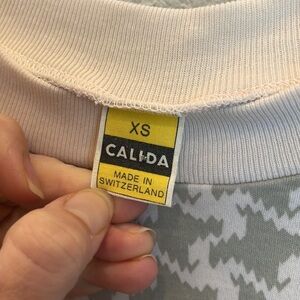 XS
CALIDA
MADE IN
SWITZERLAND